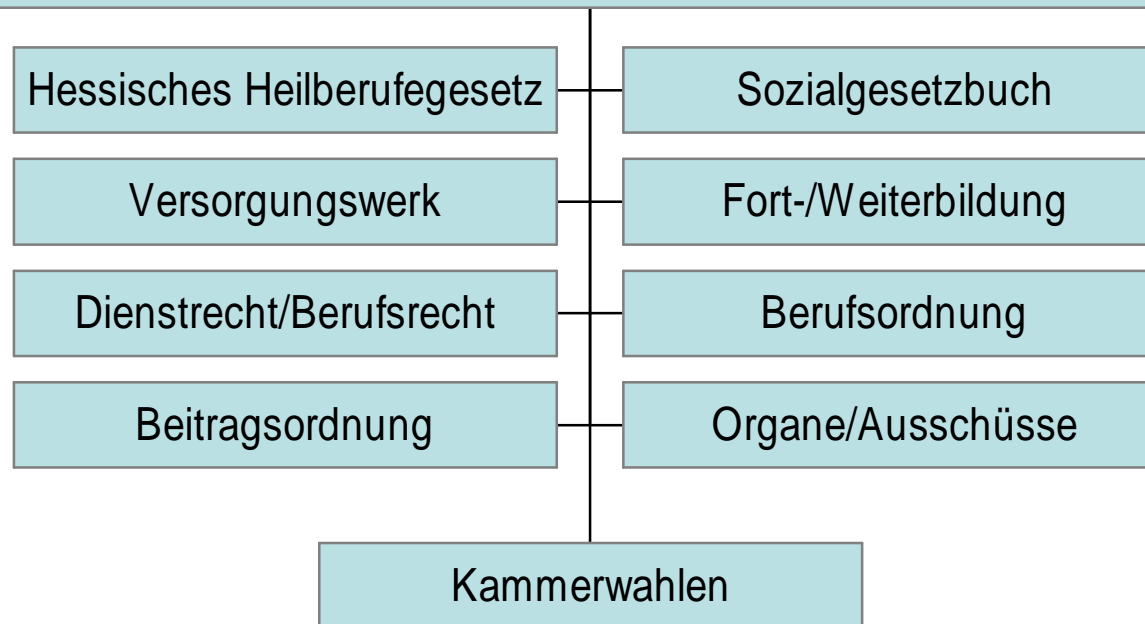 Hessisches Heilberufegesetz
Sozialgesetzbuch
Versorgungswerk
Fort-/Weiterbildung
Dienstrecht/Berufsrecht
Berufsordnung
Beitragsordnung
Organe/Ausschüsse
Kammerwahlen